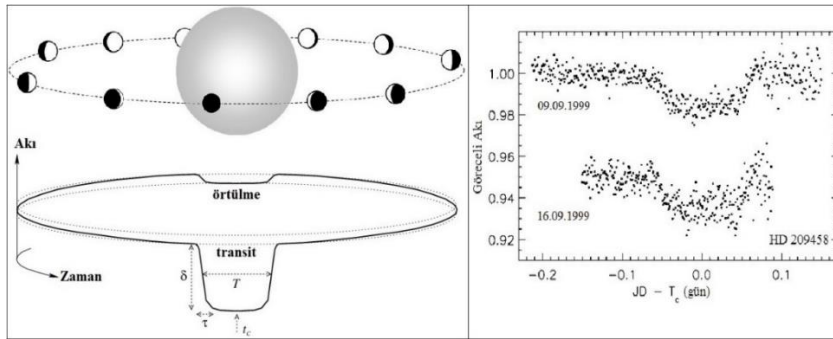 Akı
örtülme
transit
Zaman
δ
T
τ
t_c
Göreceli Akı
1.00
0.98
0.96
0.94
0.92
09.09.1999
16.09.1999
HD 209458
-0.2
-0.1
0.0
0.1
JD − T_c (gün)